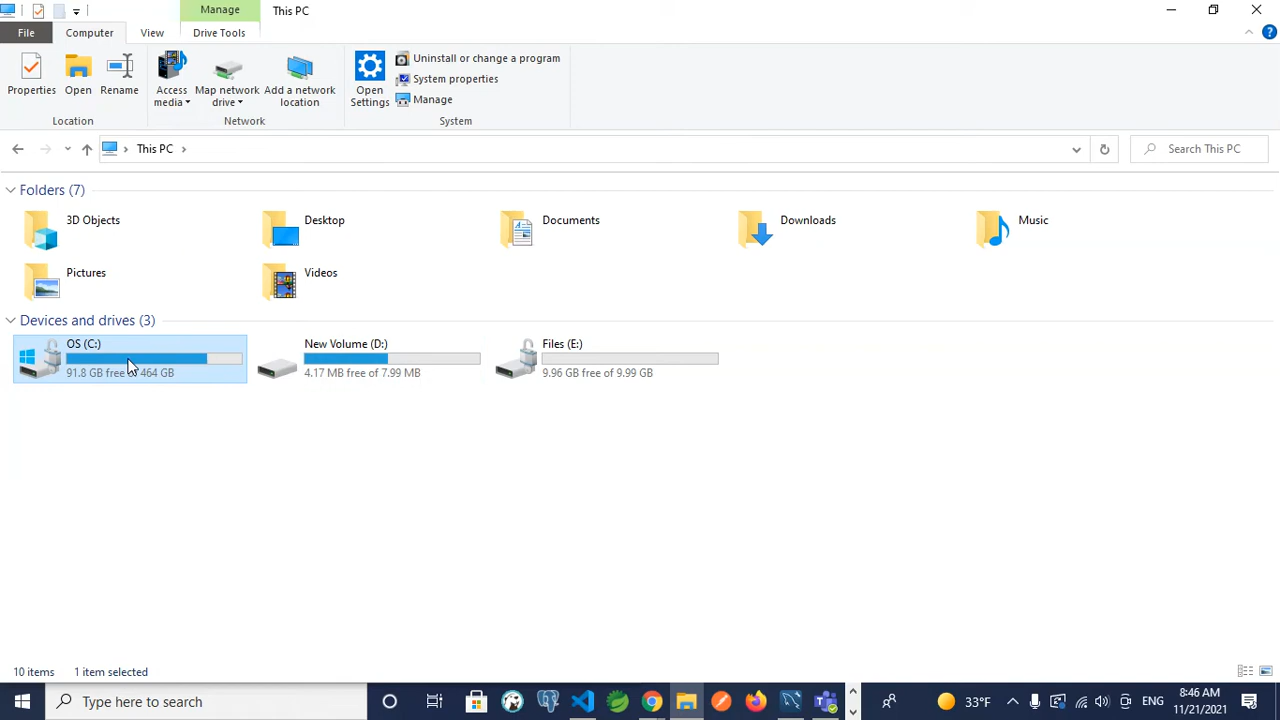 Manage
This PC
File
Computer
View
Drive Tools
Properties
Open
Rename
Access media
Map network drive
Add a network location
Open Settings
Uninstall or change a program
System properties
Manage
Location
Network
System
This PC
Search This PC
Folders (7)
3D Objects
Desktop
Documents
Downloads
Music
Pictures
Videos
Devices and drives (3)
OS (C:)
91.8 GB free 464 GB
New Volume (D:)
4.17 MB free of 7.99 MB
Files (E:)
9.96 GB free of 9.99 GB
10 items
1 item selected
Type here to search
33°F
ENG
8:46 AM
11/21/2021